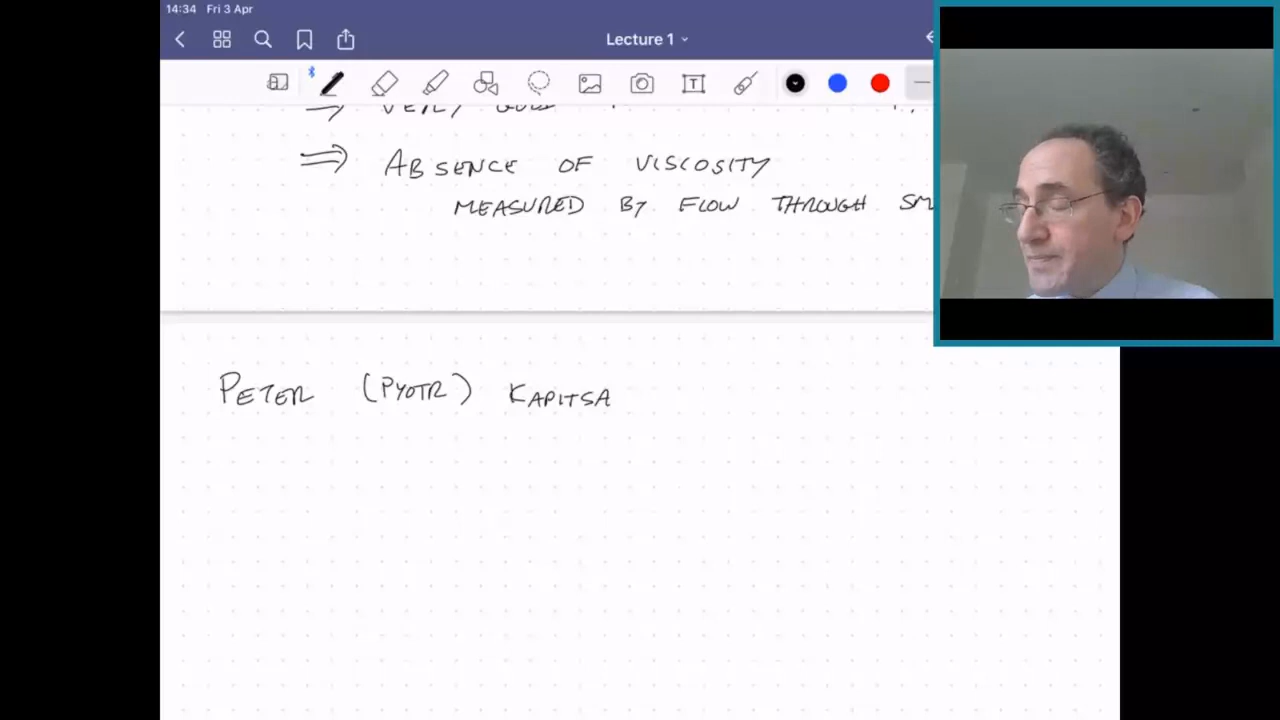 14:34 Fri 3 Apr
Lecture 1
T
⇒ ABSENCE OF VISCOSITY
MEASURED BY FLOW THROUGH
PETER (PYOTR) KAPITSA